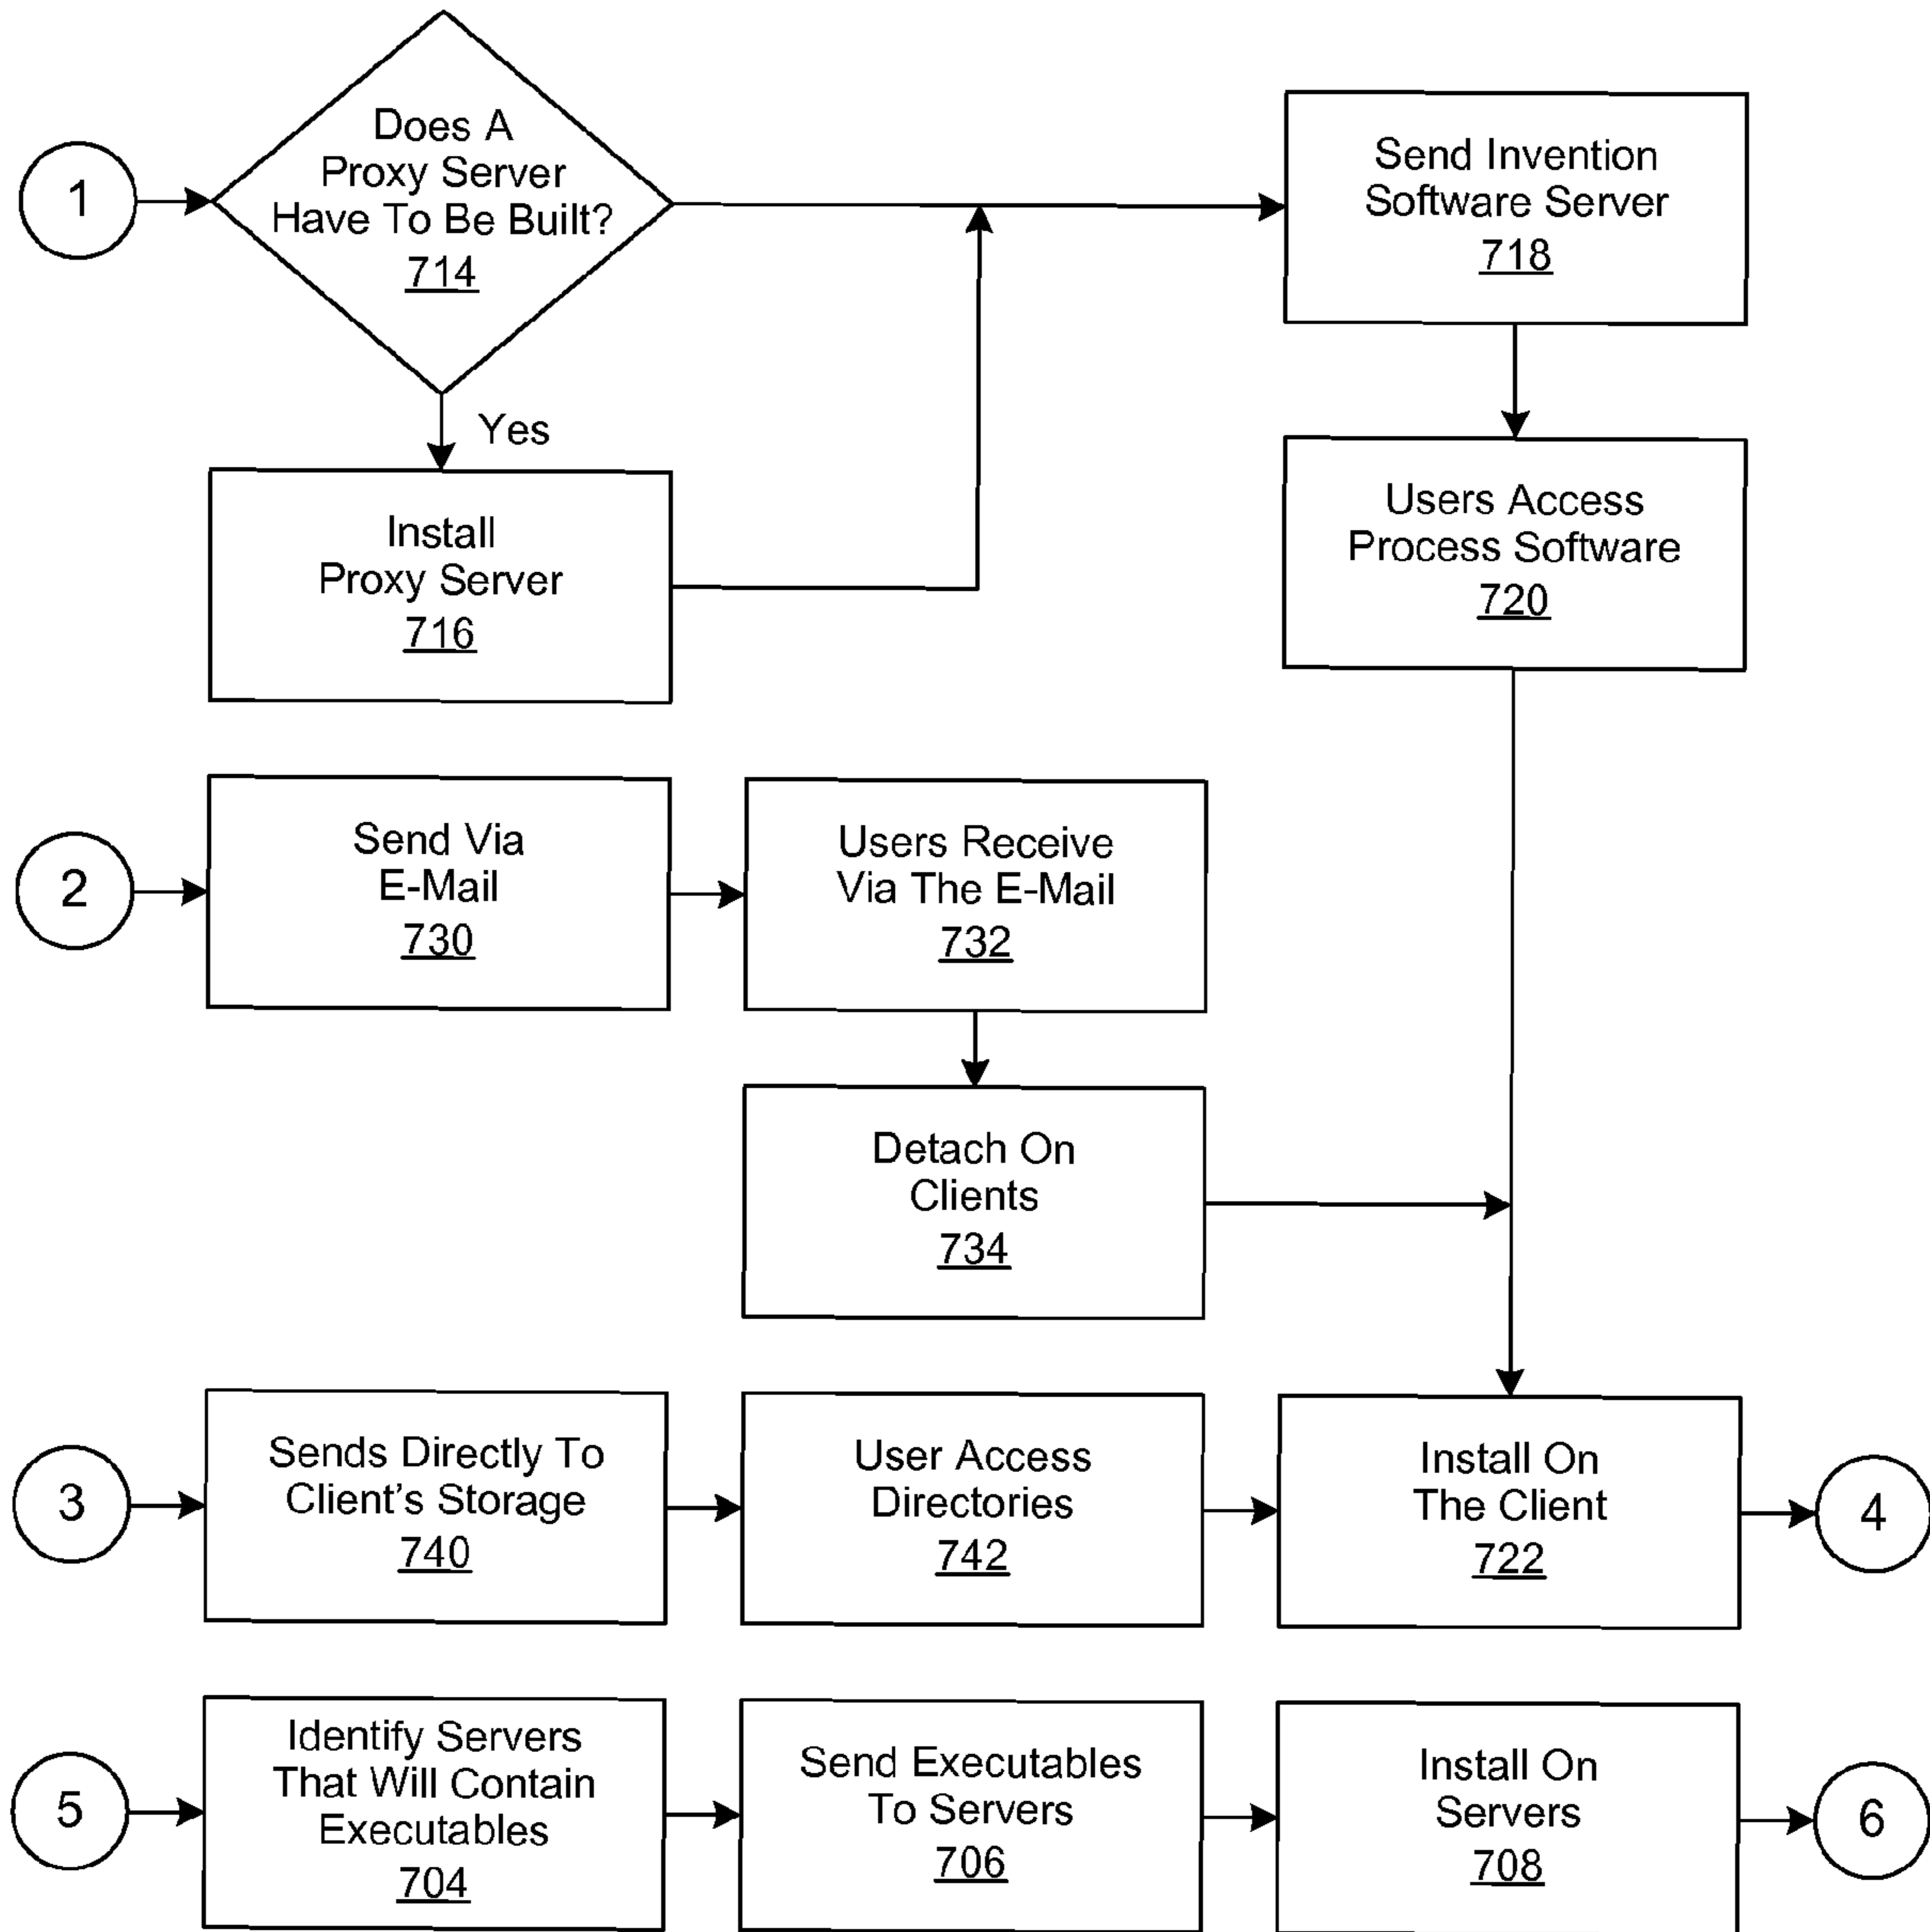 1
Does A
Proxy Server
Have To Be Built?
714
Yes
Install
Proxy Server
716
Send Invention
Software Server
718
Users Access
Process Software
720
2
Send Via
E-Mail
730
Users Receive
Via The E-Mail
732
Detach On
Clients
734
3
Sends Directly To
Client's Storage
740
User Access
Directories
742
Install On
The Client
722
4
5
Identify Servers
That Will Contain
Executables
704
Send Executables
To Servers
706
Install On
Servers
708
6